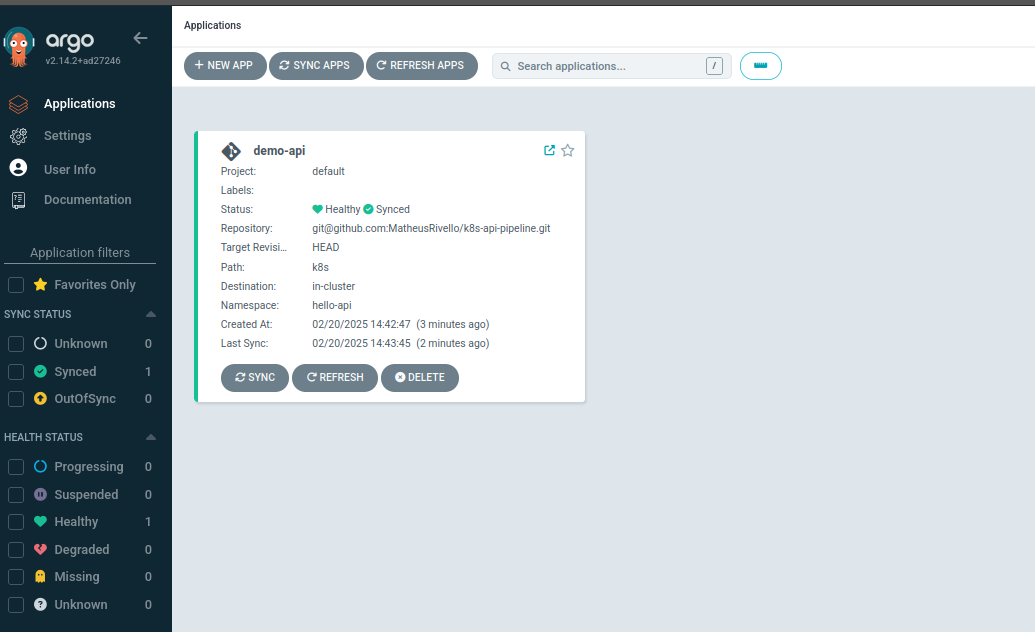 argo
v2.14.2+ad27246
Applications
Settings
User Info
Documentation
Application filters
Favorites Only
SYNC STATUS
Unknown 0
Synced 1
OutOfSync 0
HEALTH STATUS
Progressing 0
Suspended 0
Healthy 1
Degraded 0
Missing 0
Unknown 0
Applications
+ NEW APP SYNC APPS REFRESH APPS Search applications... /
demo-api
Project: default
Labels:
Status: Healthy Synced
Repository: git@github.com:MatheusRivello/k8s-api-pipeline.git
Target Revisi... HEAD
Path: k8s
Destination: in-cluster
Namespace: hello-api
Created At: 02/20/2025 14:42:47 (3 minutes ago)
Last Sync: 02/20/2025 14:43:45 (2 minutes ago)
SYNC REFRESH DELETE